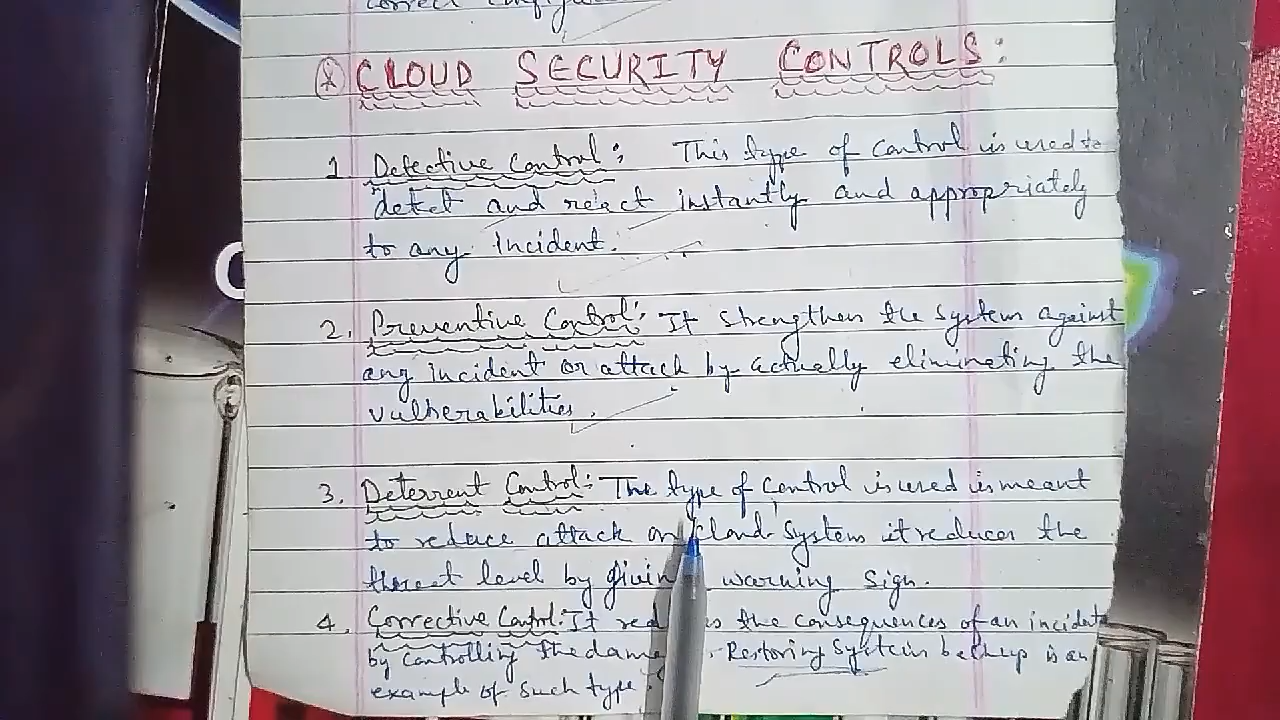 correct
(*) CLOUD SECURITY CONTROLS:
1 Detective Control: This type of control is used to
detect and react instantly and appropriately
to any Incident.
2. Preventive Control: It strengthen the system against
any incident or attack by actually eliminating the
vulnerabilities.
3. Deterrent Control: The type of control is used is meant
to reduce attack on cloud system it reduces the
threat level by givin warning sign.
4. Corrective Control: It red s the consequences of an incident
by controlling the dama . Restoring System backup is an
example of such type.